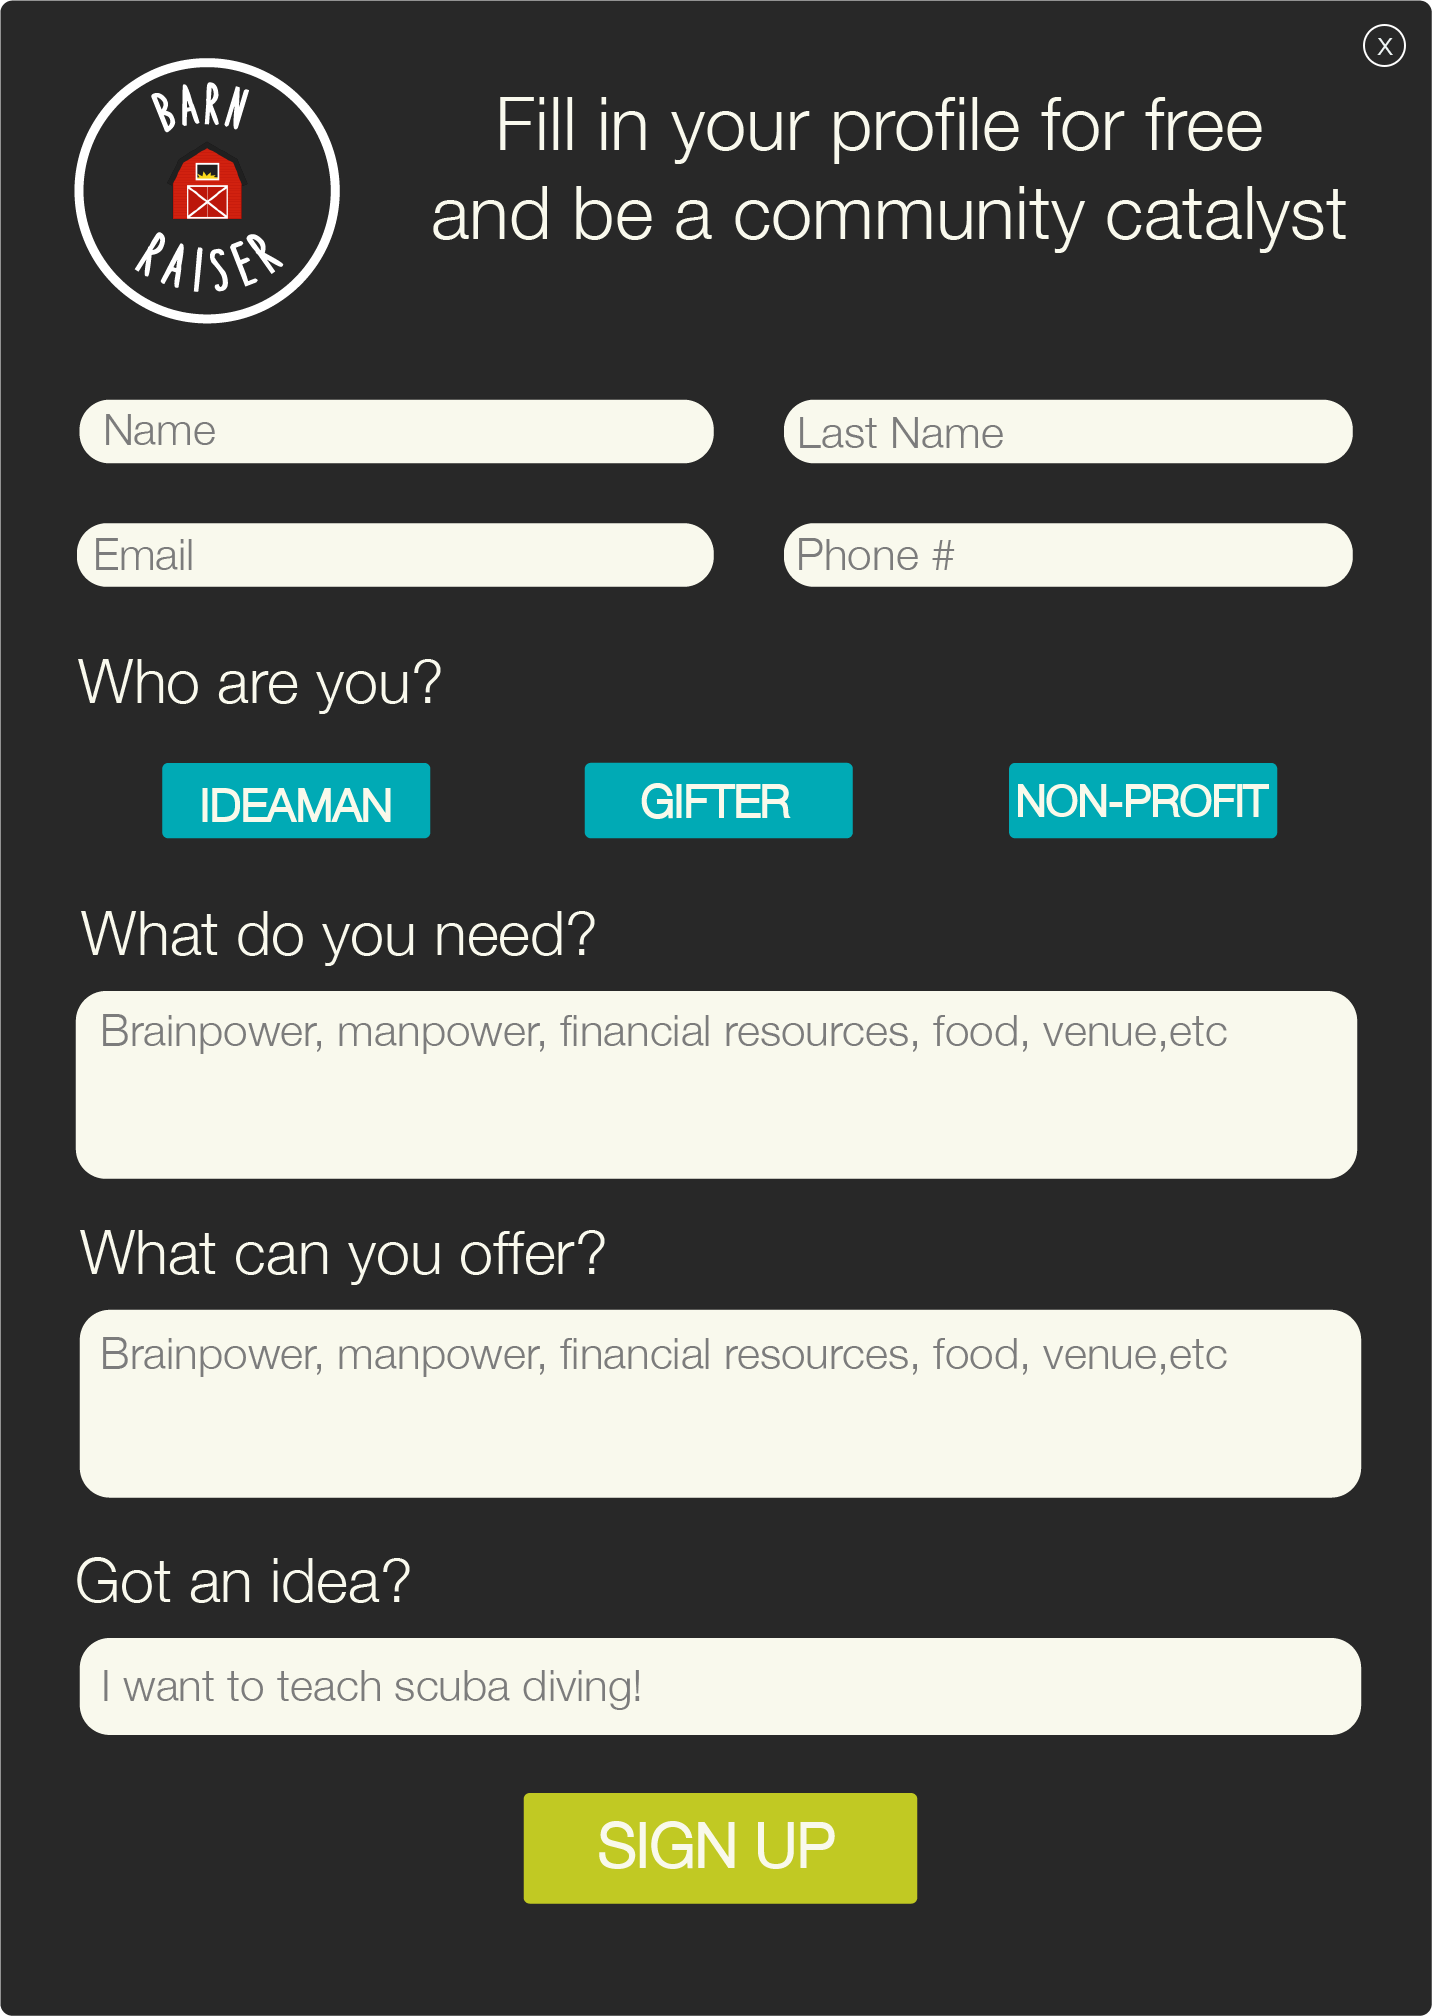 X
BARN
RAISER
Fill in your profile for free
and be a community catalyst
Name
Last Name
Email
Phone #
Who are you?
IDEAMAN
GIFTER
NON-PROFIT
What do you need?
Brainpower, manpower, financial resources, food, venue,etc
What can you offer?
Brainpower, manpower, financial resources, food, venue,etc
Got an idea?
I want to teach scuba diving!
SIGN UP